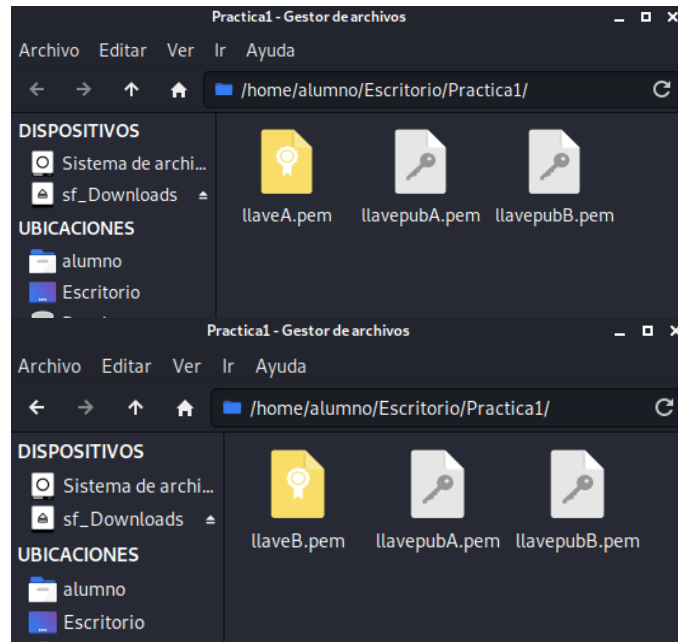 Practica1 - Gestor de archivos
Archivo Editar Ver Ir Ayuda
/home/alumno/Escritorio/Practica1/
DISPOSITIVOS
Sistema de archi...
sf_Downloads
UBICACIONES
alumno
Escritorio
llaveA.pem llavepubA.pem llavepubB.pem
Practica1 - Gestor de archivos
Archivo Editar Ver Ir Ayuda
/home/alumno/Escritorio/Practica1/
DISPOSITIVOS
Sistema de archi...
sf_Downloads
UBICACIONES
alumno
Escritorio
llaveB.pem llavepubA.pem llavepubB.pem